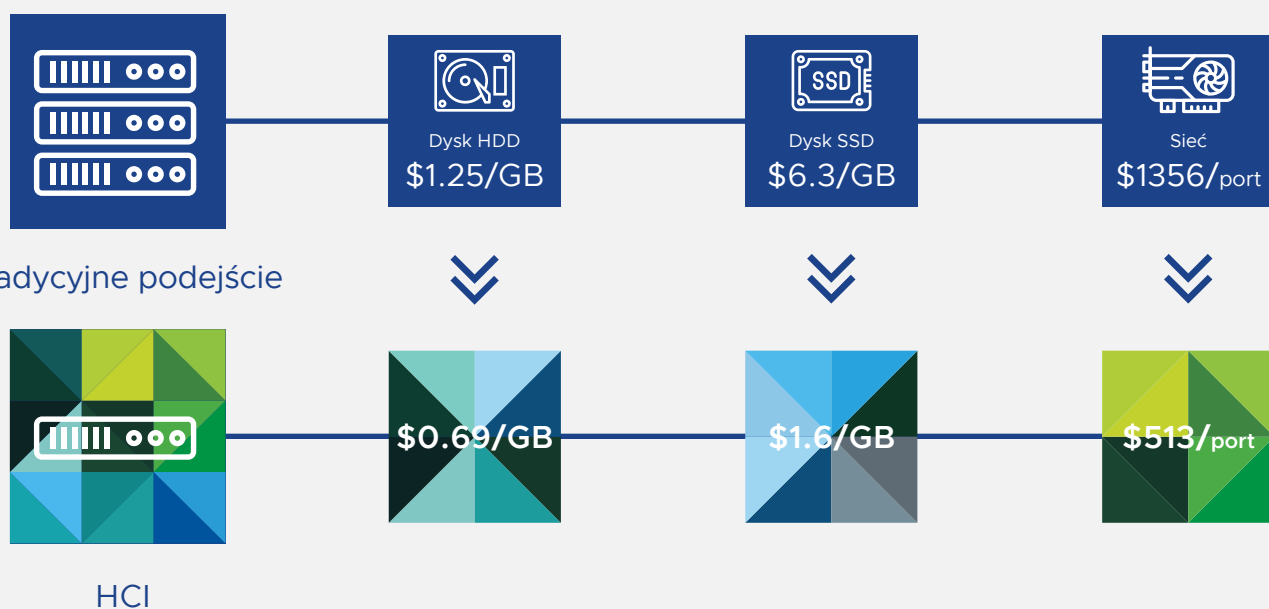 SSD
Dysk HDD
$1.25/GB
Dysk SSD
$6.3/GB
Sieć
$1356/port
adycyjne podejście
$0.69/GB
$1.6/GB
$513/port
HCI